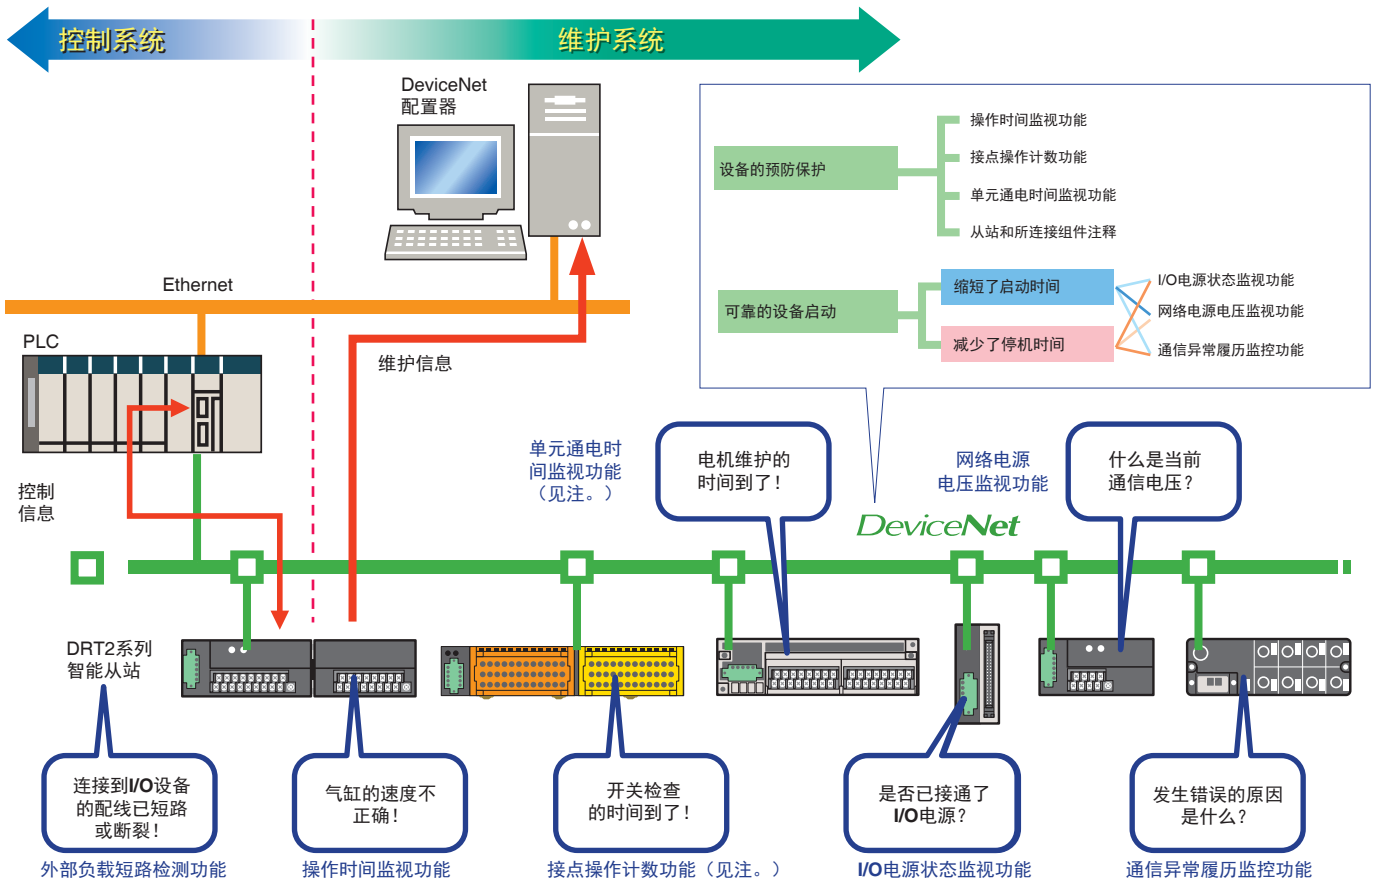 控制系统
维护系统
DeviceNet
配置器
操作时间监视功能
接点操作计数功能
设备的预防保护
单元通电时间监视功能
从站和所连接组件注释
Ethernet
缩短了启动时间
I/O电源状态监视功能
可靠的设备启动
网络电源电压监视功能
减少了停机时间
通信异常履历监控功能
PLC
维护信息
单元通电时
间监视功能
（见注。）
电机维护的
时间到了！
网络电源
电压监视功能
什么是当前
通信电压？
控制
信息
DeviceNet
DRT2系列
智能从站
连接到I/O设备
的配线已短路
或断裂！
气缸的速度不
正确！
开关检查
的时间到了！
是否已接通了
I/O电源？
发生错误的原因
是什么？
外部负载短路检测功能
操作时间监视功能
接点操作计数功能（见注。）
I/O电源状态监视功能
通信异常履历监控功能